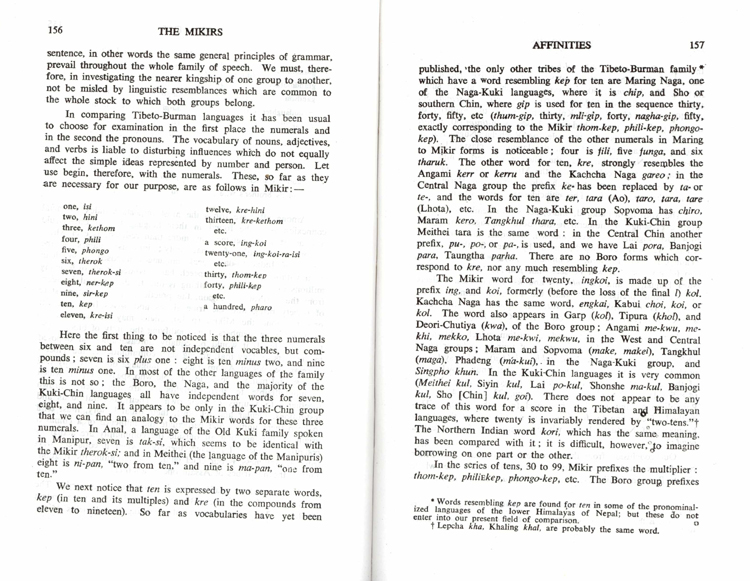 156
THE MIKIRS
sentence, in other words the same general principles of grammar,
prevail throughout the whole family of speech. We must, there-
fore, in investigating the nearer kingship of one group to another,
not be misled by linguistic resemblances which are common to
the whole stock to which both groups belong.
In comparing Tibeto-Burman languages it has been usual
to choose for examination in the first place the numerals and
in the second the pronouns. The vocabulary of nouns, adjectives,
and verbs is liable to disturbing influences which do not equally
affect the simple ideas represented by number and person. Let
use begin, therefore, with the numerals. These, so far as they
are necessary for our purpose, are as follows in Mikir:—
one, isi
two, hini
three, kethom
four, phili
five, phongo
six, therok
seven, therok-si
eight, ner-kep
nine, sir-kep
ten, kep
eleven, kre-isi
twelve, kre-hini
thirteen, kre-kethom
etc.
a score, ing-koi
twenty-one, ing-koi-ra-isi
etc.
thirty, thom-kep
forty, phili-kep
etc.
a hundred, pharo
Here the first thing to be noticed is that the three numerals
between six and ten are not independent vocables, but com-
pounds; seven is six plus one: eight is ten minus two, and nine
is ten minus one. In most of the other languages of the family
this is not so; the Boro, the Naga, and the majority of the
Kuki-Chin languages all have independent words for seven,
eight, and nine. It appears to be only in the Kuki-Chin group
that we can find an analogy to the Mikir words for these three
numerals. In Anal, a language of the Old Kuki family spoken
in Manipur, seven is tak-si, which seems to be identical with
the Mikir therok-si; and in Meithei (the language of the Manipuris)
eight is ni-pan, "two from ten," and nine is ma-pan, "one from
ten."
We next notice that ten is expressed by two separate words,
kep (in ten and its multiples) and kre (in the compounds from
eleven to nineteen). So far as vocabularies have yet been
AFFINITIES
157
published, the only other tribes of the Tibeto-Burman family*
which have a word resembling kep for ten are Maring Naga, one
of the Naga-Kuki languages, where it is chip, and Sho or
southern Chin, where gip is used for ten in the sequence thirty,
forty, fifty, etc (thum-gip, thirty, mli-gip, forty, nagha-gip, fifty,
exactly corresponding to the Mikir thom-kep, phili-kep, phongo-
kep). The close resemblance of the other numerals in Maring
to Mikir forms is noticeable; four is fili, five funga, and six
tharuk. The other word for ten, kre, strongly resembles the
Angami kerr or kerru and the Kachcha Naga gareo; in the
Central Naga group the prefix ke- has been replaced by ta- or
te-, and the words for ten are ter, tara (Ao), taro, tara, tare
(Lhota), etc. In the Naga-Kuki group Sopvoma has chiro,
Maram kero, Tangkhul thara, etc. In the Kuki-Chin group
Meithei tara is the same word: in the Central Chin another
prefix, pu-, po-, or pa-, is used, and we have Lai pora, Banjogi
para, Taungtha parha. There are no Boro forms which cor-
respond to kre, nor any much resembling kep.
The Mikir word for twenty, ingkoi, is made up of the
prefix ing, and koi, formerly (before the loss of the final l) kol,
Kachcha Naga has the same word, engkai, Kabui choi, koi, or
kol. The word also appears in Garp (kol), Tipura (khol), and
Deori-Chutiya (kwa), of the Boro group; Angami me-kwu, me-
khi, mekko, Lhota me-kwi, mekwu, in the West and Central
Naga groups; Maram and Sopvoma (make, makei), Tangkhul
(maga), Phadeng (ma-kui), in the Naga-Kuki group, and
Singpho khun. In the Kuki-Chin languages it is very common
(Meithei kul, Siyin kul, Lai po-kul, Shonshe ma-kul, Banjogi
kul, Sho [Chin] kul, goi). There does not appear to be any
trace of this word for a score in the Tibetan and Himalayan
languages, where twenty is invariably rendered by "two-tens."†
The Northern Indian word kori, which has the same meaning,
has been compared with it; it is difficult, however, to imagine
borrowing on one part or the other.
In the series of tens, 30 to 99, Mikir prefixes the multiplier:
thom-kep, phili-kep, phongo-kep, etc. The Boro group prefixes
* Words resembling kep are found for ten in some of the pronominal-
ized languages of the lower Himalayas of Nepal; but these do not
enter into our present field of comparison.
† Lepcha kha, Khaling khal, are probably the same word.